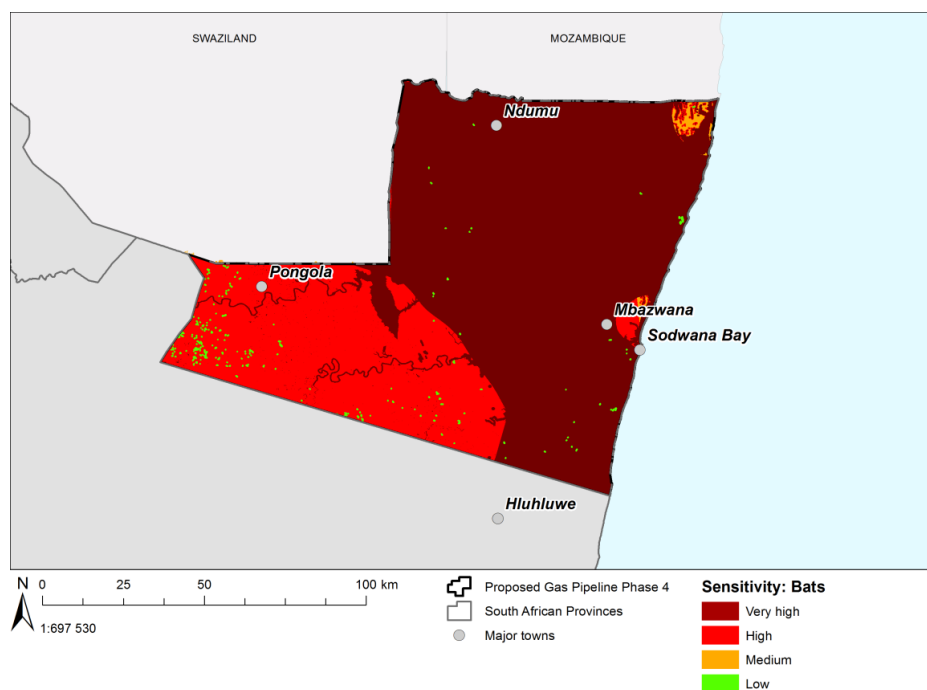 SWAZILAND
MOZAMBIQUE
Ndumu
Pongola
Mbazwana
Sodwana Bay
Hluhluwe
N
0 25 50 100 km
1:697 530
Proposed Gas Pipeline Phase 4
South African Provinces
Major towns
Sensitivity: Bats
Very high
High
Medium
Low